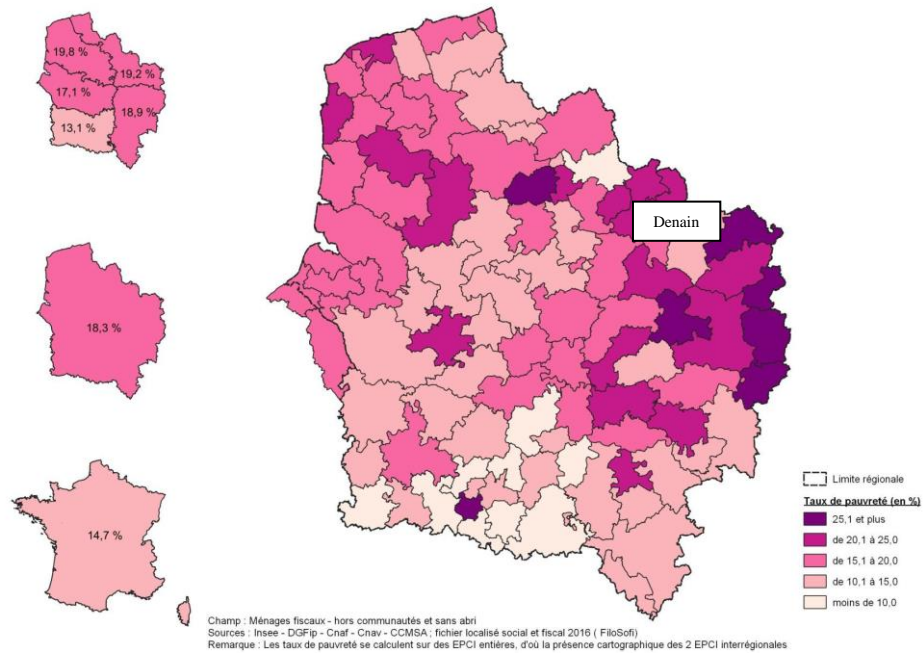 19,8 %
19,2 %
17,1 %
18,9 %
13,1 %
Denain
18,3 %
14,7 %
Limite régionale
Taux de pauvreté (en %)
25,1 et plus
de 20,1 à 25,0
de 15,1 à 20,0
de 10,1 à 15,0
moins de 10,0
Champ : Ménages fiscaux - hors communautés et sans abri
Sources : Insee - DGFip - Cnaf - Cnav - CCMSA ; fichier localisé social et fiscal 2016 ( FiloSofi)
Remarque : Les taux de pauvreté se calculent sur des EPCI entières, d'où la présence cartographique des 2 EPCI interrégionales